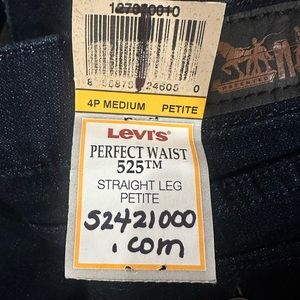 4P MEDIUM PETITE
Levi's
PERFECT WAIST
525™
STRAIGHT LEG
PETITE
52421000
.com